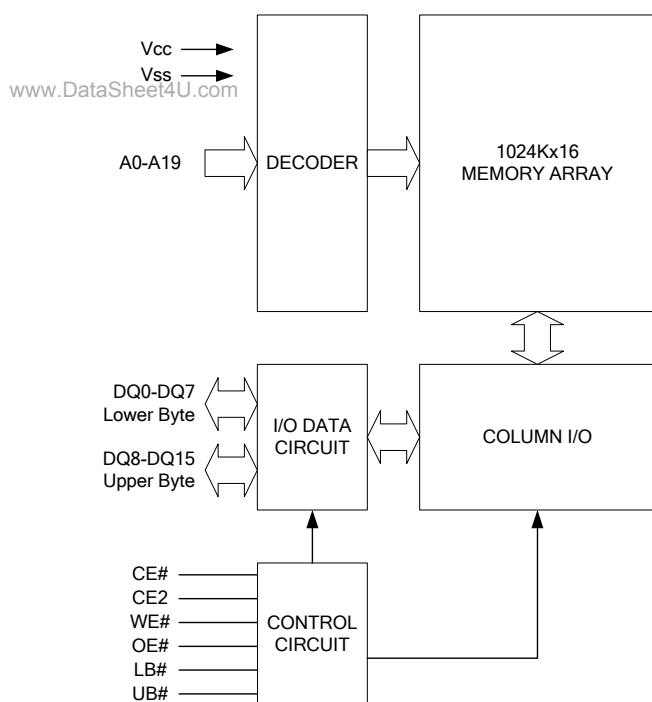 Vcc
Vss
www.DataSheet4U.com
A0-A19
DECODER
1024Kx16
MEMORY ARRAY
DQ0-DQ7
Lower Byte
DQ8-DQ15
Upper Byte
I/O DATA
CIRCUIT
COLUMN I/O
CE#
CE2
WE#
OE#
LB#
UB#
CONTROL
CIRCUIT